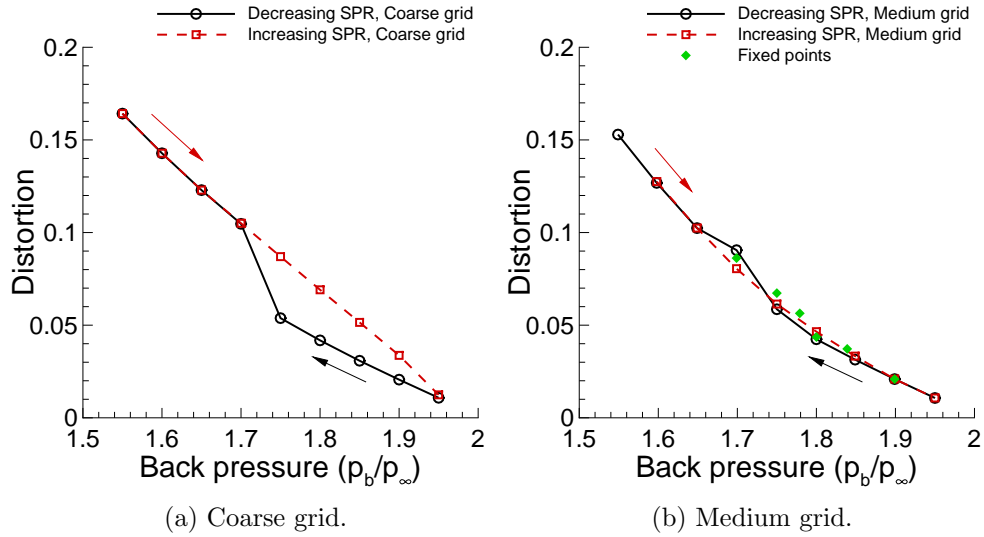 Decreasing SPR, Coarse grid
Increasing SPR, Coarse grid
0.2
0.15
0.1
0.05
0
Distortion
1.5 1.6 1.7 1.8 1.9 2
Back pressure (p_b/p_∞)
(a) Coarse grid.
Decreasing SPR, Medium grid
Increasing SPR, Medium grid
Fixed points
0.2
0.15
0.1
0.05
0
Distortion
1.5 1.6 1.7 1.8 1.9 2
Back pressure (p_b/p_∞)
(b) Medium grid.